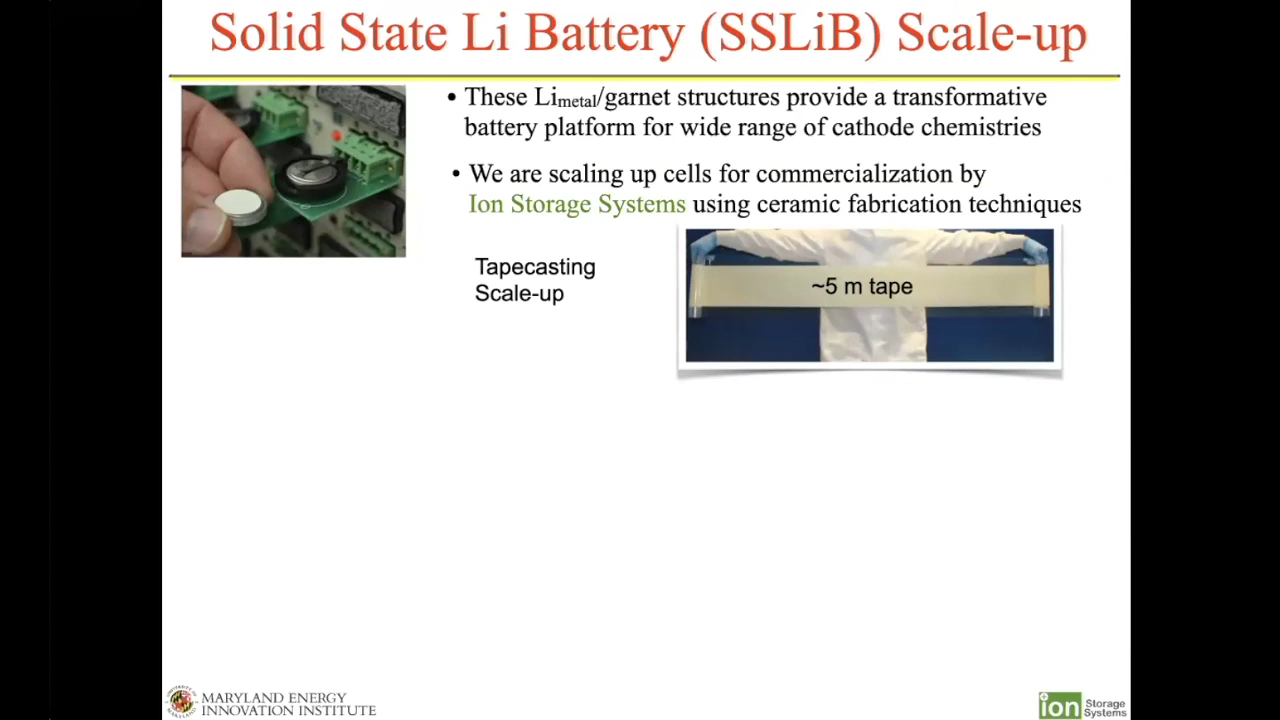 Solid State Li Battery (SSLiB) Scale-up
• These Limetal/garnet structures provide a transformative
battery platform for wide range of cathode chemistries
• We are scaling up cells for commercialization by
Ion Storage Systems using ceramic fabrication techniques
Tapecasting
Scale-up
~5 m tape
MARYLAND ENERGY
INNOVATION INSTITUTE
ion Storage
Systems